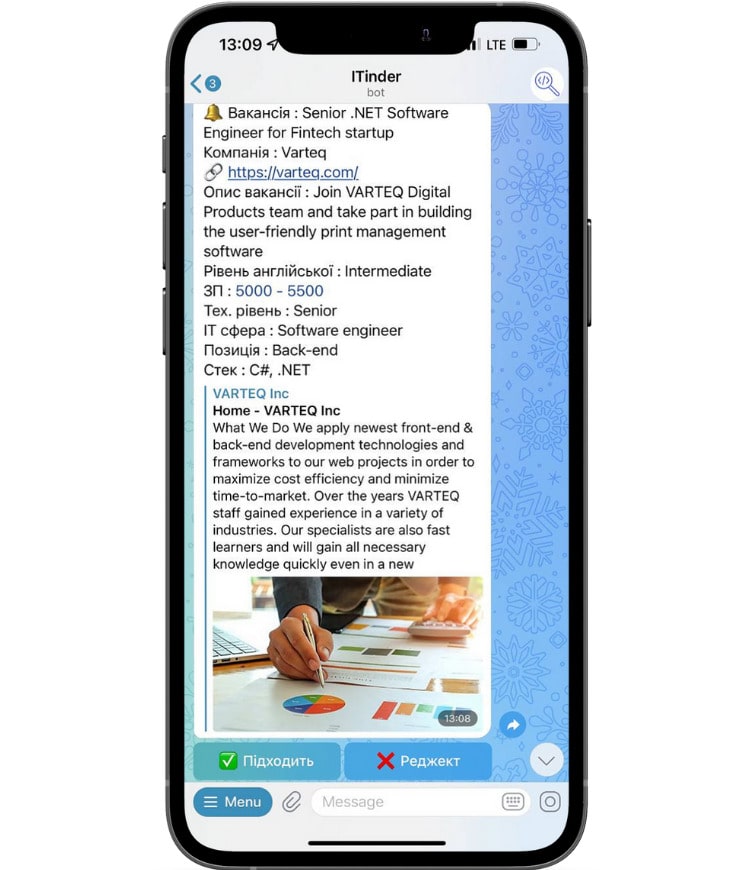 13:09
LTE
3
ITinder
bot
🔔 Вакансія : Senior .NET Software
Engineer for Fintech startup
Компанія : Varteq
🔗 https://varteq.com/
Опис вакансії : Join VARTEQ Digital
Products team and take part in building
the user-friendly print management
software
Рівень англійської : Intermediate
ЗП : 5000 - 5500
Тех. рівень : Senior
IT сфера : Software engineer
Позиція : Back-end
Стек : C#, .NET
VARTEQ Inc
Home - VARTEQ Inc
What We Do We apply newest front-end &
back-end development technologies and
frameworks to our web projects in order to
maximize cost efficiency and minimize
time-to-market. Over the years VARTEQ
staff gained experience in a variety of
industries. Our specialists are also fast
learners and will gain all necessary
knowledge quickly even in a new
13:08
✅ Підходить
❌ Реджект
Menu
Message